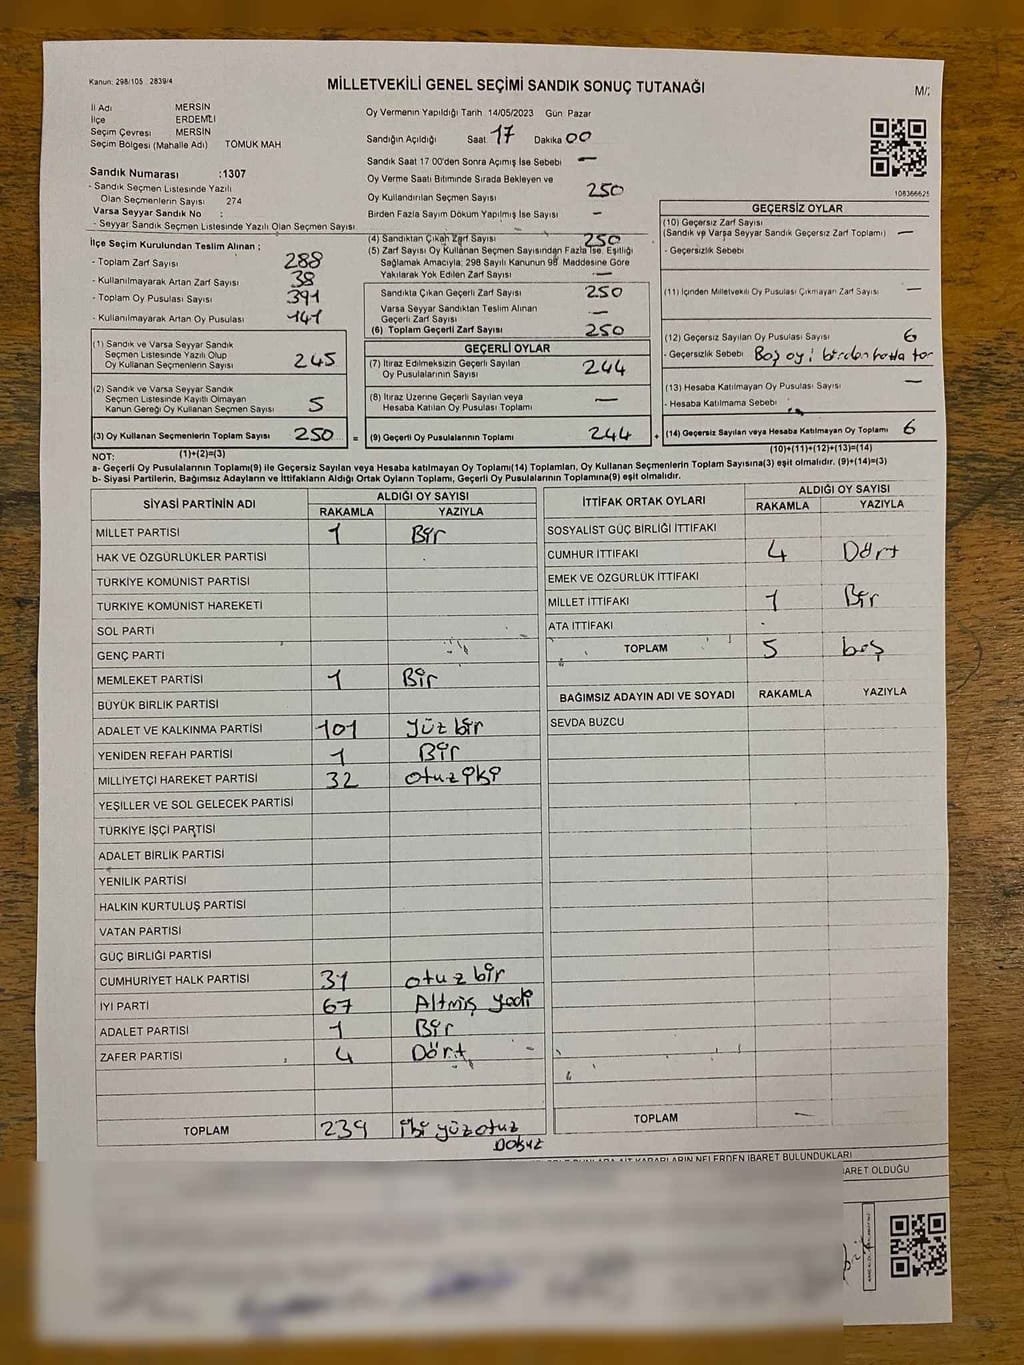 Kanun: 298/105 2839/4
MİLLETVEKİLİ GENEL SEÇİMİ SANDIK SONUÇ TUTANAĞI
M/2
İl Adı MERSİN
İlçe ERDEMLİ
Seçim Çevresi MERSİN
Seçim Bölgesi (Mahalle Adı) TOMUK MAH
Sandık Numarası :1307
- Sandık Seçmen Listesinde Yazılı
Olan Seçmenlerin Sayısı 274
Varsa Seyyar Sandık No :
- Seyyar Sandık Seçmen Listesinde Yazılı Olan Seçmen Sayısı
Oy Vermenin Yapıldığı Tarih 14/05/2023 Gün Pazar
Sandığın Açıldığı Saat 17 Dakika 00
Sandık Saat 17 00'den Sonra Açımış İse Sebebi —
Oy Verme Saati Bitiminde Sırada Bekleyen ve
Oy Kullandırılan Seçmen Sayısı 250
Birden Fazla Sayım Döküm Yapılmış İse Sayısı –
108366625
İlçe Seçim Kurulundan Teslim Alınan ;
- Toplam Zarf Sayısı 288
- Kullanılmayarak Artan Zarf Sayısı 38
- Toplam Oy Pusulası Sayısı 391
- Kullanılmayarak Artan Oy Pusulası 141
(4) Sandıktan Çıkan Zarf Sayısı 250
(5) Zarf Sayısı Oy Kullanan Seçmen Sayısından Fazla İse, Eşitliği
Sağlamak Amacıyla; 298 Sayılı Kanunun 98. Maddesine Göre
Yakılarak Yok Edilen Zarf Sayısı —
Sandıkta Çıkan Geçerli Zarf Sayısı 250
Varsa Seyyar Sandıktan Teslim Alınan
Geçerli Zarf Sayısı —
(6) Toplam Geçerli Zarf Sayısı 250
GEÇERSİZ OYLAR
(10) Geçersiz Zarf Sayısı
(Sandık ve Varsa Seyyar Sandık Geçersiz Zarf Toplamı) —
- Geçersizlik Sebebi
(11) İçinden Milletvekili Oy Pusulası Çıkmayan Zarf Sayısı —
(12) Geçersiz Sayılan Oy Pusulası Sayısı 6
- Geçersizlik Sebebi Boş oy,
(13) Hesaba Katılmayan Oy Pusulası Sayısı —
- Hesaba Katılmama Sebebi
(14) Geçersiz Sayılan veya Hesaba Katılmayan Oy Toplamı 6
(10)+(11)+(12)+(13)=(14)
(1) Sandık ve Varsa Seyyar Sandık
Seçmen Listesinde Yazılı Olup
Oy Kullanan Seçmenlerin Sayısı 245
(2) Sandık ve Varsa Seyyar Sandık
Seçmen Listesinde Kayıtlı Olmayan
Kanun Gereği Oy Kullanan Seçmen Sayısı 5
(3) Oy Kullanan Seçmenlerin Toplam Sayısı 250 =
(1)+(2)=(3)
GEÇERLİ OYLAR
(7) İtiraz Edilmeksizin Geçerli Sayılan
Oy Pusulalarının Sayısı 244
(8) İtiraz Üzerine Geçerli Sayılan veya
Hesaba Katılan Oy Pusulası Toplamı —
(9) Geçerli Oy Pusulalarının Toplamı 244 +
NOT:
a- Geçerli Oy Pusulalarının Toplamı(9) ile Geçersiz Sayılan veya Hesaba katılmayan Oy Toplamı(14) Toplamları, Oy Kullanan Seçmenlerin Toplam Sayısına(3) eşit olmalıdır. (9)+(14)=(3)
b- Siyasi Partilerin, Bağımsız Adayların ve İttifakların Aldığı Ortak Oyların Toplamı, Geçerli Oy Pusulalarının Toplamına(9) eşit olmalıdır.
SİYASİ PARTİNİN ADI ALDIĞI OY SAYISI
RAKAMLA YAZIYLA
MİLLET PARTİSİ 1 Bir
HAK VE ÖZGÜRLÜKLER PARTİSİ
TÜRKİYE KOMÜNİST PARTİSİ
TÜRKİYE KOMÜNİST HAREKETİ
SOL PARTİ
GENÇ PARTİ
MEMLEKET PARTİSİ 1 Bir
BÜYÜK BİRLİK PARTİSİ
ADALET VE KALKINMA PARTİSİ 101 yüz bir
YENİDEN REFAH PARTİSİ 1 Bir
MİLLİYETÇİ HAREKET PARTİSİ 32 otuz iki
YEŞİLLER VE SOL GELECEK PARTİSİ
TÜRKİYE İŞÇİ PARTİSİ
ADALET BİRLİK PARTİSİ
YENİLİK PARTİSİ
HALKIN KURTULUŞ PARTİSİ
VATAN PARTİSİ
GÜÇ BİRLİĞİ PARTİSİ
CUMHURİYET HALK PARTİSİ 31 otuz bir
İYİ PARTİ 67 Altmış yedi
ADALET PARTİSİ 1 Bir
ZAFER PARTİSİ 4 Dört
TOPLAM 239 iki yüz otuz
Dokuz
İTTİFAK ORTAK OYLARI ALDIĞI OY SAYISI
RAKAMLA YAZIYLA
SOSYALİST GÜÇ BİRLİĞİ İTTİFAKI
CUMHUR İTTİFAKI 4 Dört
EMEK VE ÖZGÜRLÜK İTTİFAKI
MİLLET İTTİFAKI 1 Bir
ATA İTTİFAKI
TOPLAM 5 beş
BAĞIMSIZ ADAYIN ADI VE SOYADI RAKAMLA YAZIYLA
SEVDA BUZCU
TOPLAM —
KARARLARIN NELERDEN İBARET BULUNDUKLARI
İBARET OLDUĞU